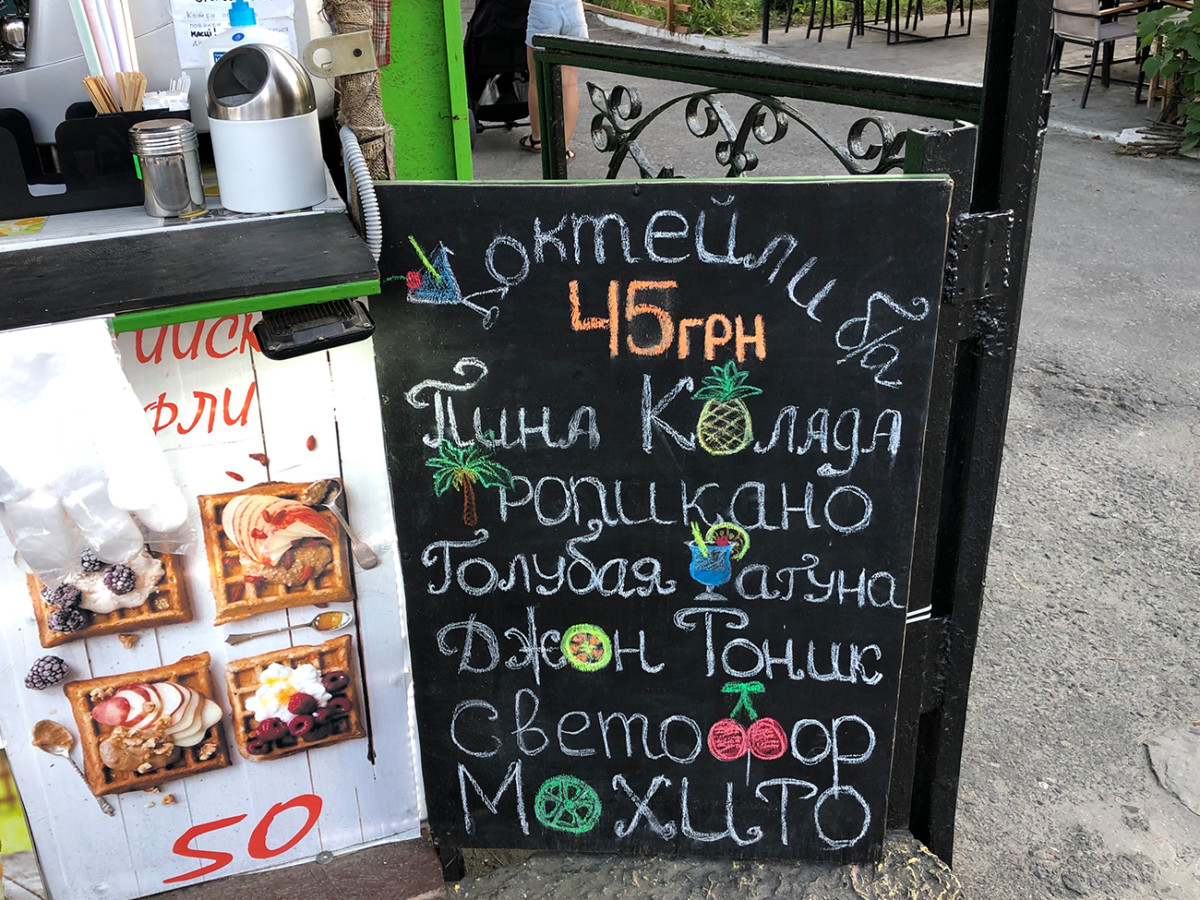 Коктейли б/а
45грн
Пина Колада
Тропикано
Голубая Лагуна
Джон Тоник
Светофор
Мохито
50